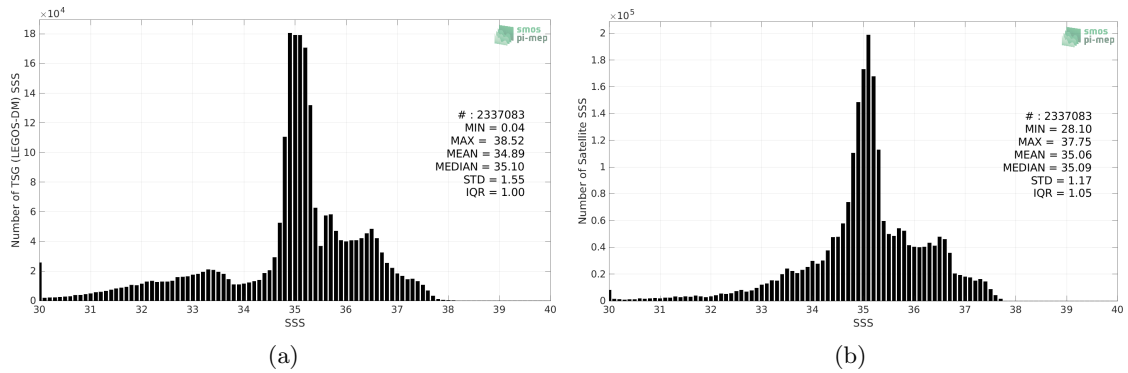 ×10⁴
18
16
14
12
10
8
6
4
2
0
Number of TSG (LEGOS-DM) SSS
30 31 32 33 34 35 36 37 38 39 40
SSS
smos
pi-mep
# : 2337083
MIN = 0.04
MAX = 38.52
MEAN = 34.89
MEDIAN = 35.10
STD = 1.55
IQR = 1.00
(a)
×10⁵
2
1.8
1.6
1.4
1.2
1
0.8
0.6
0.4
0.2
0
Number of Satellite SSS
30 31 32 33 34 35 36 37 38 39 40
SSS
smos
pi-mep
# : 2337083
MIN = 28.10
MAX = 37.75
MEAN = 35.06
MEDIAN = 35.09
STD = 1.17
IQR = 1.05
(b)